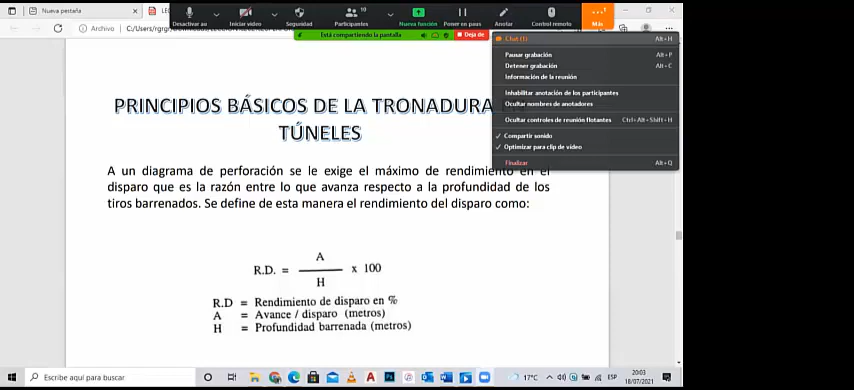 Nueva pestaña
Desactivar au
Iniciar video
Seguridad
Participantes
10
Nueva función
Poner en paus
Anotar
Control remoto
Más
Está compartiendo la pantalla
Deja de
Archivo
C:/Users/rgrg
Chat (1) Alt+H
Pausar grabación Alt+P
Detener grabación Alt+C
Información de la reunión
Inhabilitar anotación de los participantes
Ocultar nombres de anotadores
Ocultar controles de reunión flotantes Ctrl+Alt+Shift+H
Compartir sonido
Optimizar para clip de video
Finalizar Alt+Q
PRINCIPIOS BÁSICOS DE LA TRONADURA
TÚNELES
A un diagrama de perforación se le exige el máximo de rendimiento en el
disparo que es la razón entre lo que avanza respecto a la profundidad de los
tiros barrenados. Se define de esta manera el rendimiento del disparo como:
A
R.D. = x 100
H
R.D = Rendimiento de disparo en %
A = Avance / disparo (metros)
H = Profundidad barrenada (metros)
Escribe aquí para buscar
17°C
ESP
20:03
18/07/2021